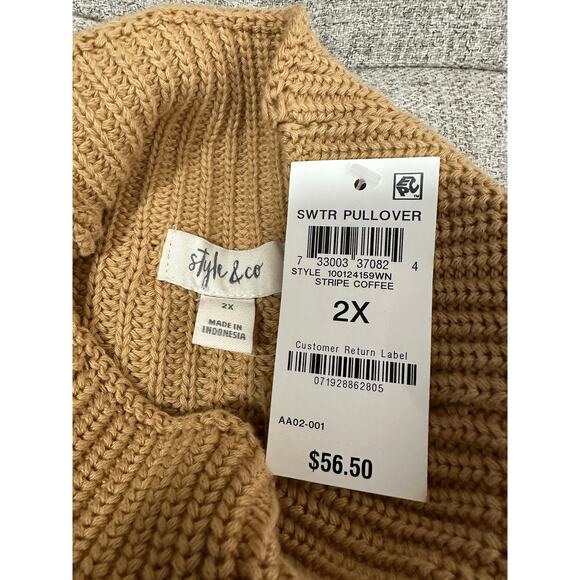 style & co
2X
MADE IN
INDONESIA
SWTR PULLOVER
7 33003 37082 4
STYLE 100124159WN
STRIPE COFFEE
2X
Customer Return Label
071928862805
AA02-001
$56.50